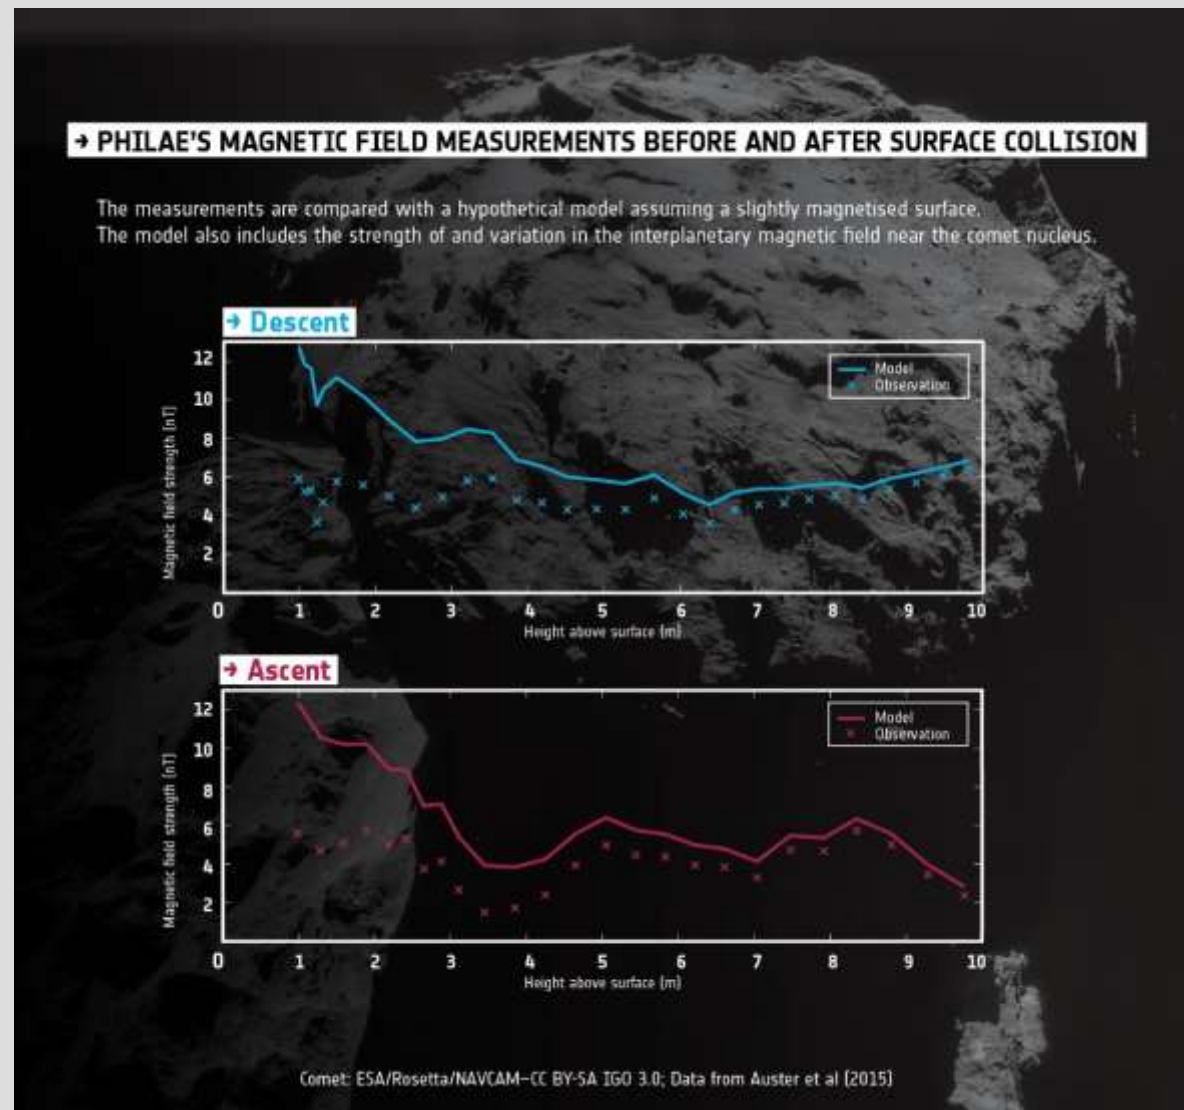 → PHILAE'S MAGNETIC FIELD MEASUREMENTS BEFORE AND AFTER SURFACE COLLISION
The measurements are compared with a hypothetical model assuming a slightly magnetised surface.
The model also includes the strength of and variation in the interplanetary magnetic field near the comet nucleus.
→ Descent
Magnetic field strength (nT)
12
10
8
6
4
2
Model
Observation
0 1 2 3 4 5 6 7 8 9 10
Height above surface (m)
→ Ascent
Magnetic field strength (nT)
12
10
8
6
4
2
Model
Observation
0 1 2 3 4 5 6 7 8 9 10
Height above surface (m)
Comet: ESA/Rosetta/NAVCAM–CC BY-SA IGO 3.0; Data from Auster et al (2015)